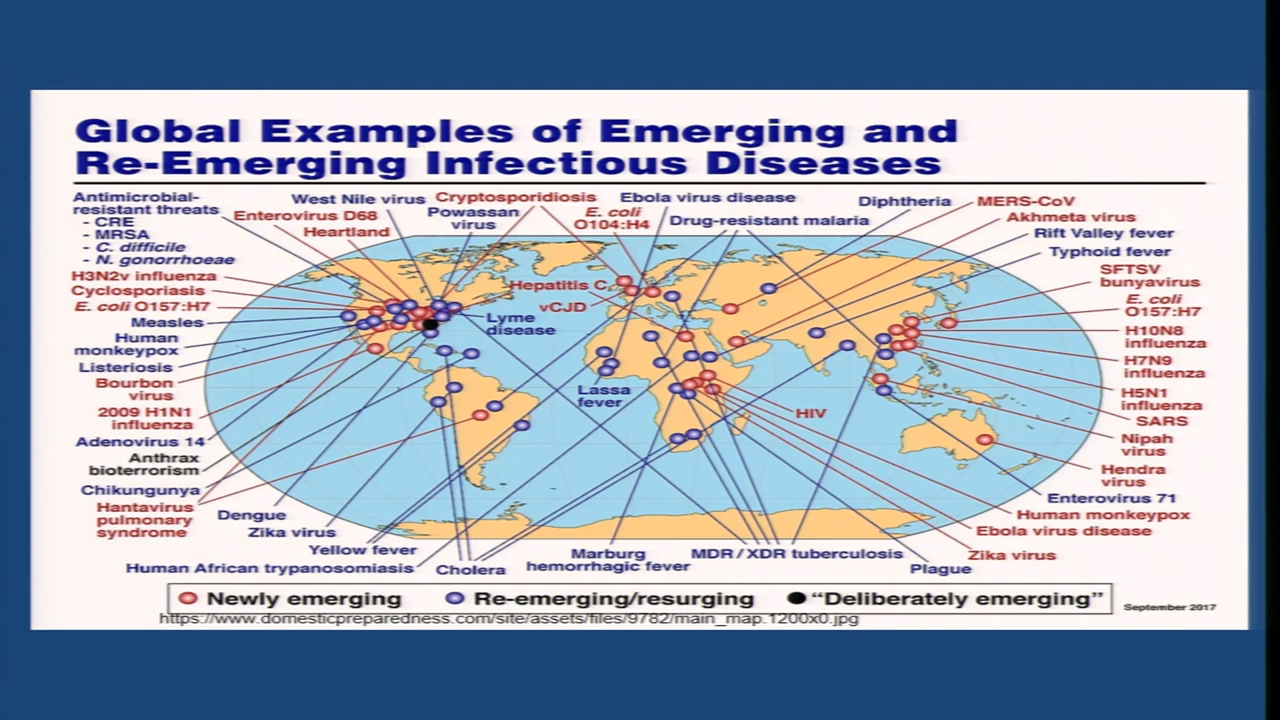 Global Examples of Emerging and
Re-Emerging Infectious Diseases
Antimicrobial-
resistant threats
- CRE
- MRSA
- C. difficile
- N. gonorrhoeae
Enterovirus D68
Heartland
West Nile virus
Cryptosporidiosis
Powassan
virus
E. coli
O104:H4
Ebola virus disease
Drug-resistant malaria
Diphtheria
MERS-CoV
Akhmeta virus
Rift Valley fever
Typhoid fever
SFTSV
bunyavirus
E. coli
O157:H7
H10N8
influenza
H7N9
influenza
H5N1
influenza
SARS
Nipah
virus
Hendra
virus
Enterovirus 71
Human monkeypox
Ebola virus disease
Zika virus
Plague
H3N2v influenza
Cyclosporiasis
E. coli O157:H7
Measles
Human
monkeypox
Listeriosis
Bourbon
virus
2009 H1N1
influenza
Adenovirus 14
Anthrax
bioterrorism
Chikungunya
Hantavirus
pulmonary
syndrome
Dengue
Zika virus
Yellow fever
Human African trypanosomiasis
Cholera
Marburg
hemorrhagic fever
MDR/XDR tuberculosis
Hepatitis C
vCJD
Lyme
disease
Lassa
fever
HIV
Newly emerging
Re-emerging/resurging
“Deliberately emerging”
September 2017
https://www.domesticpreparedness.com/site/assets/files/9782/main_map.1200x0.jpg